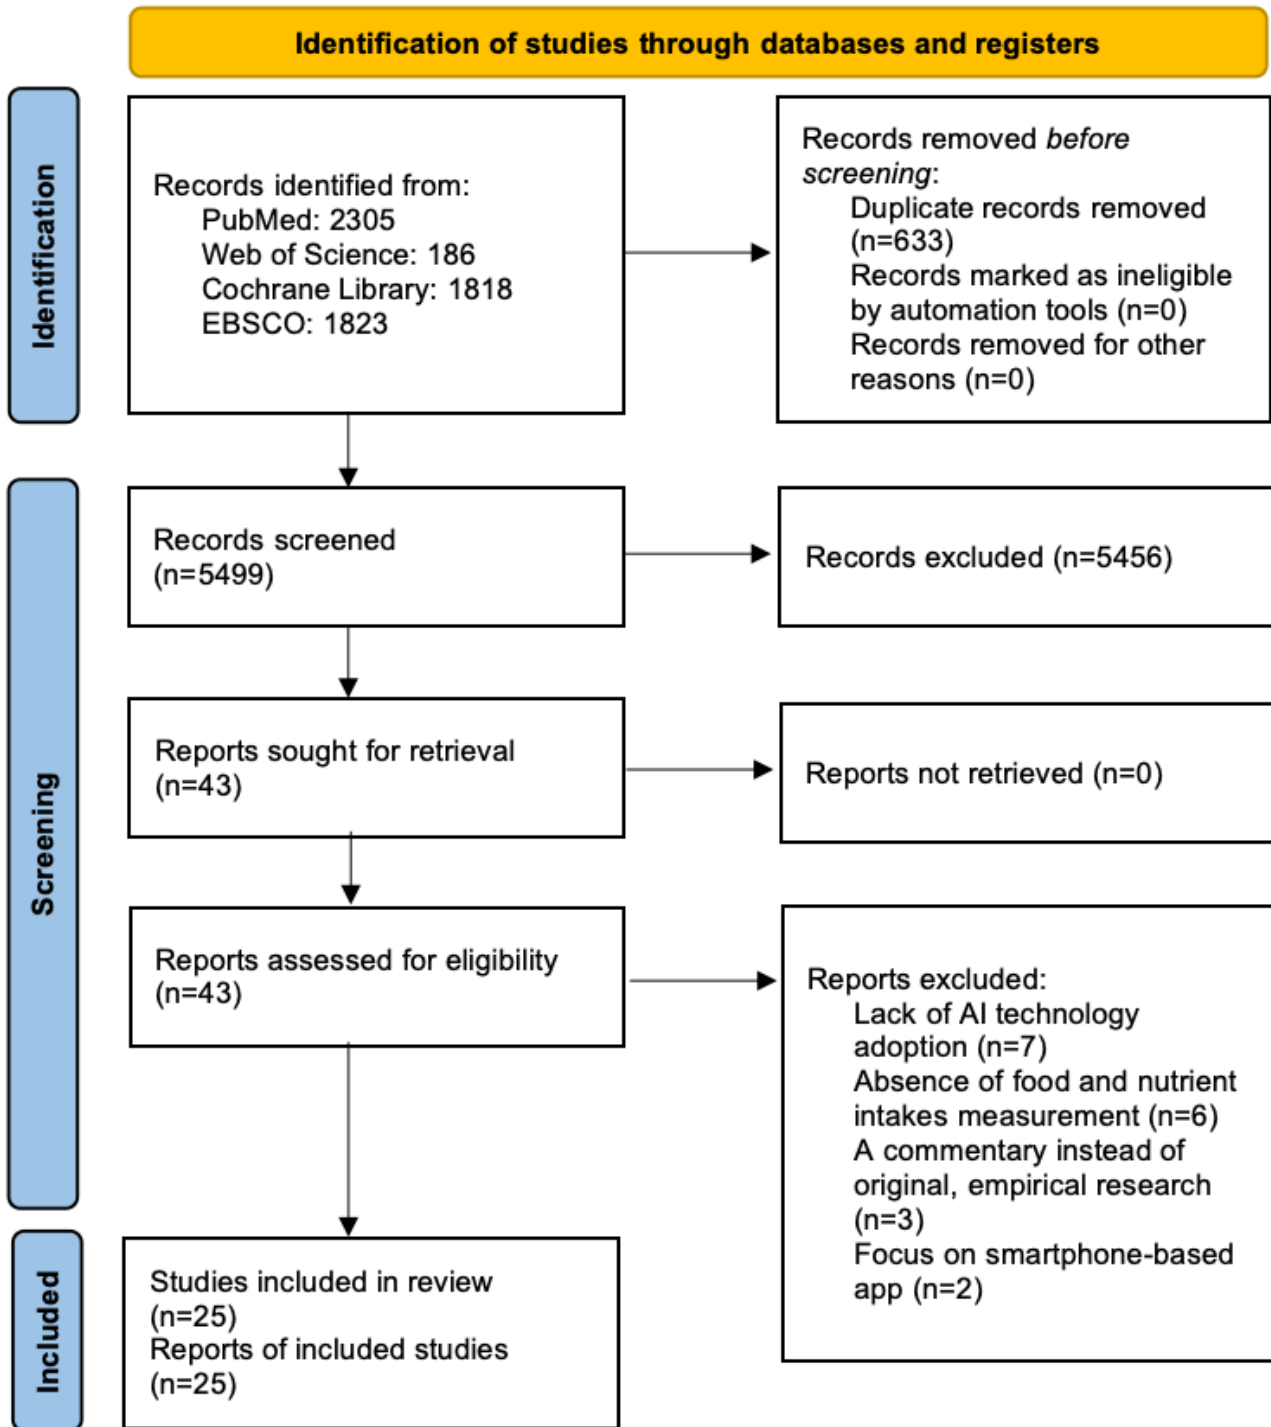 Identification of studies through databases and registers
Identification
Records identified from:
PubMed: 2305
Web of Science: 186
Cochrane Library: 1818
EBSCO: 1823
Records removed before
screening:
Duplicate records removed
(n=633)
Records marked as ineligible
by automation tools (n=0)
Records removed for other
reasons (n=0)
Screening
Records screened
(n=5499)
Records excluded (n=5456)
Reports sought for retrieval
(n=43)
Reports not retrieved (n=0)
Reports assessed for eligibility
(n=43)
Reports excluded:
Lack of AI technology
adoption (n=7)
Absence of food and nutrient
intakes measurement (n=6)
A commentary instead of
original, empirical research
(n=3)
Focus on smartphone-based
app (n=2)
Included
Studies included in review
(n=25)
Reports of included studies
(n=25)